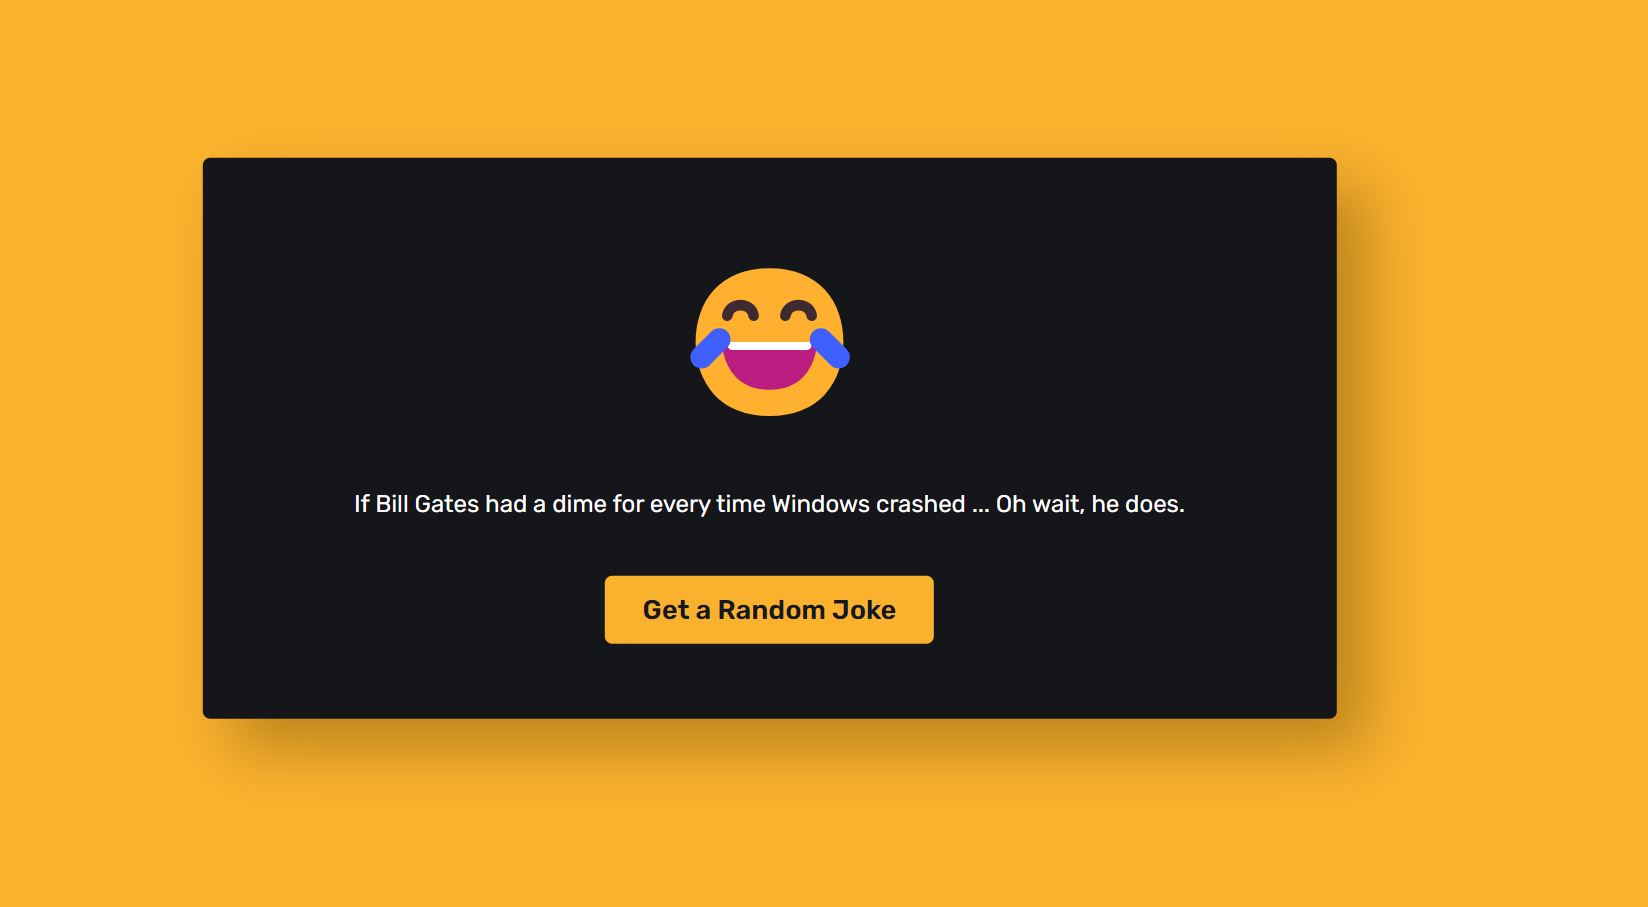 If Bill Gates had a dime for every time Windows crashed ... Oh wait, he does.
Get a Random Joke